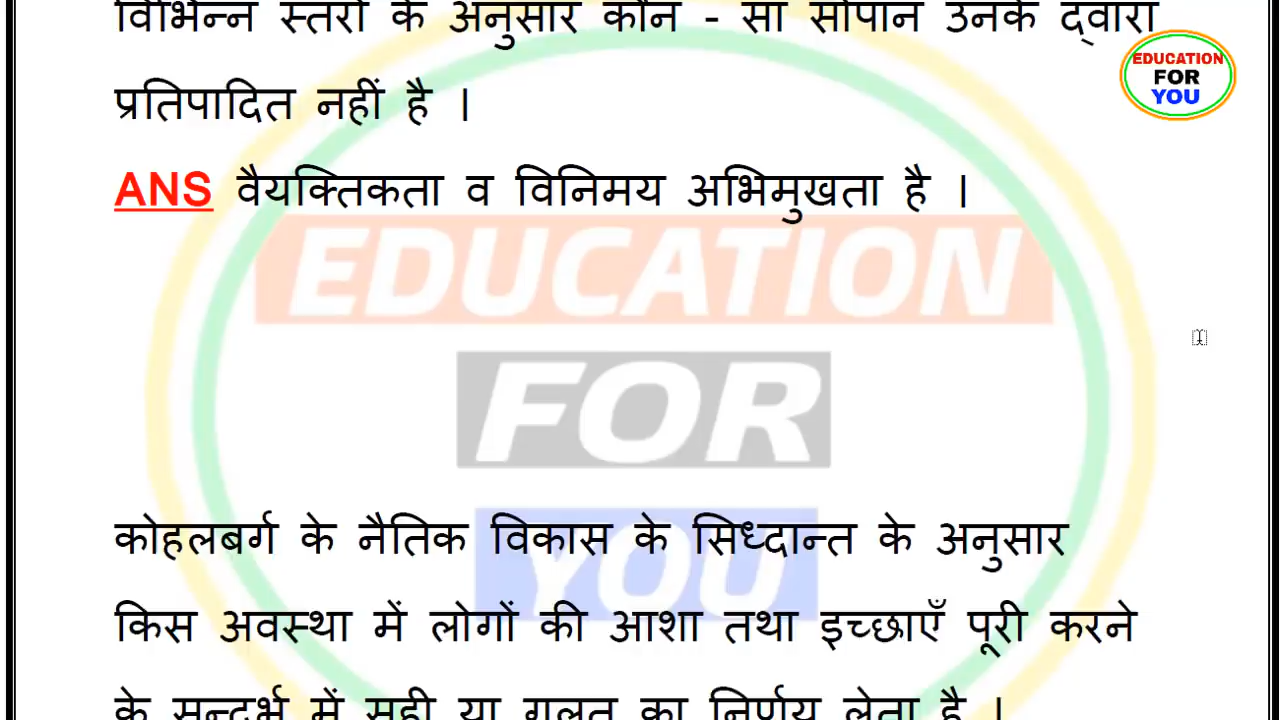 विभिन्न स्तरों के अनुसार कौन - सा सोपान उनके द्वारा
प्रतिपादित नहीं है ।
ANS वैयक्तिकता व विनिमय अभिमुखता है ।
EDUCATION
FOR
YOU
EDUCATION
FOR
YOU
कोहलबर्ग के नैतिक विकास के सिध्दान्त के अनुसार
किस अवस्था में लोगों की आशा तथा इच्छाएँ पूरी करने
के सन्दर्भ में सही या गलत का निर्णय लेता है ।